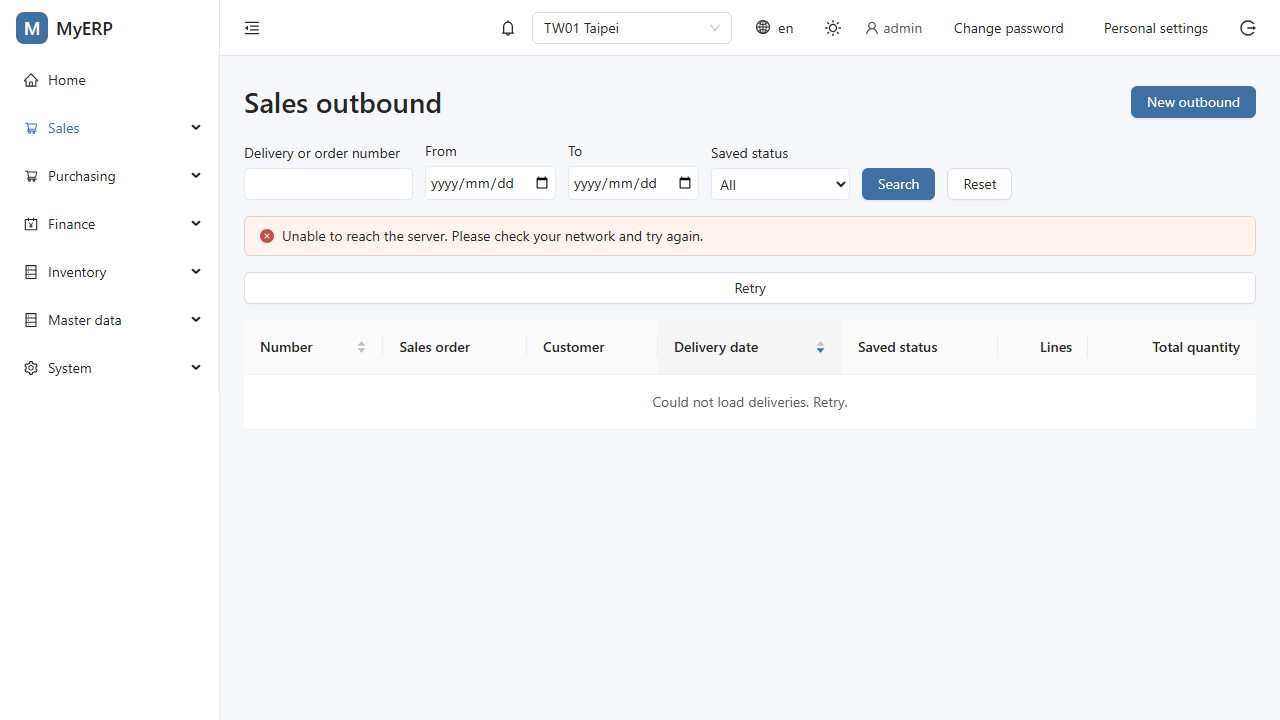 M MyERP
TW01 Taipei
en
admin
Change password
Personal settings
Home
Sales
Purchasing
Finance
Inventory
Master data
System
Sales outbound
New outbound
Delivery or order number
From
To
Saved status
yyyy/mm/dd
yyyy/mm/dd
All
Search
Reset
Unable to reach the server. Please check your network and try again.
Retry
Number Sales order Customer Delivery date Saved status Lines Total quantity
Could not load deliveries. Retry.